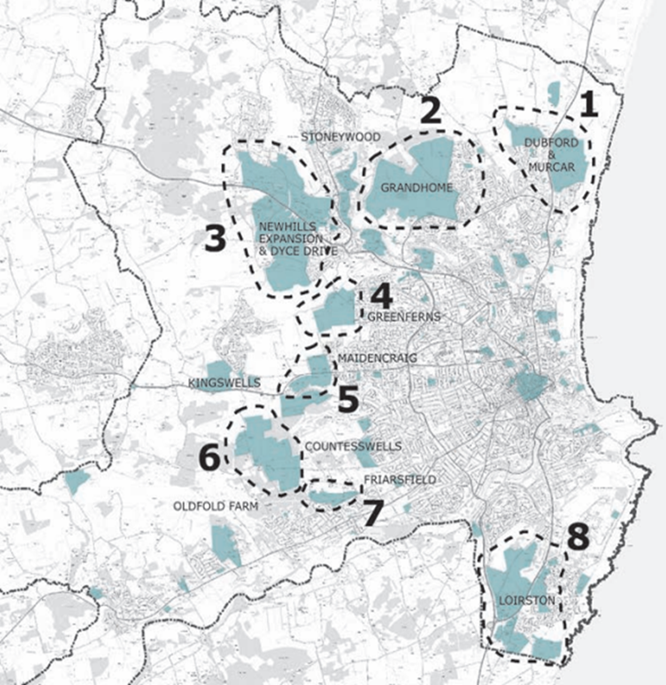 1
2
STONEYWOOD
DUBFORD
&
MURCAR
GRANDHOME
3
NEWHILLS
EXPANSION
& DYCE DRIVE
4
GREENFERNS
MAIDENCRAIG
KINGSWELLS
5
6
COUNTESSWELLS
FRIARSFIELD
OLDFOLD FARM
7
8
LOIRSTON